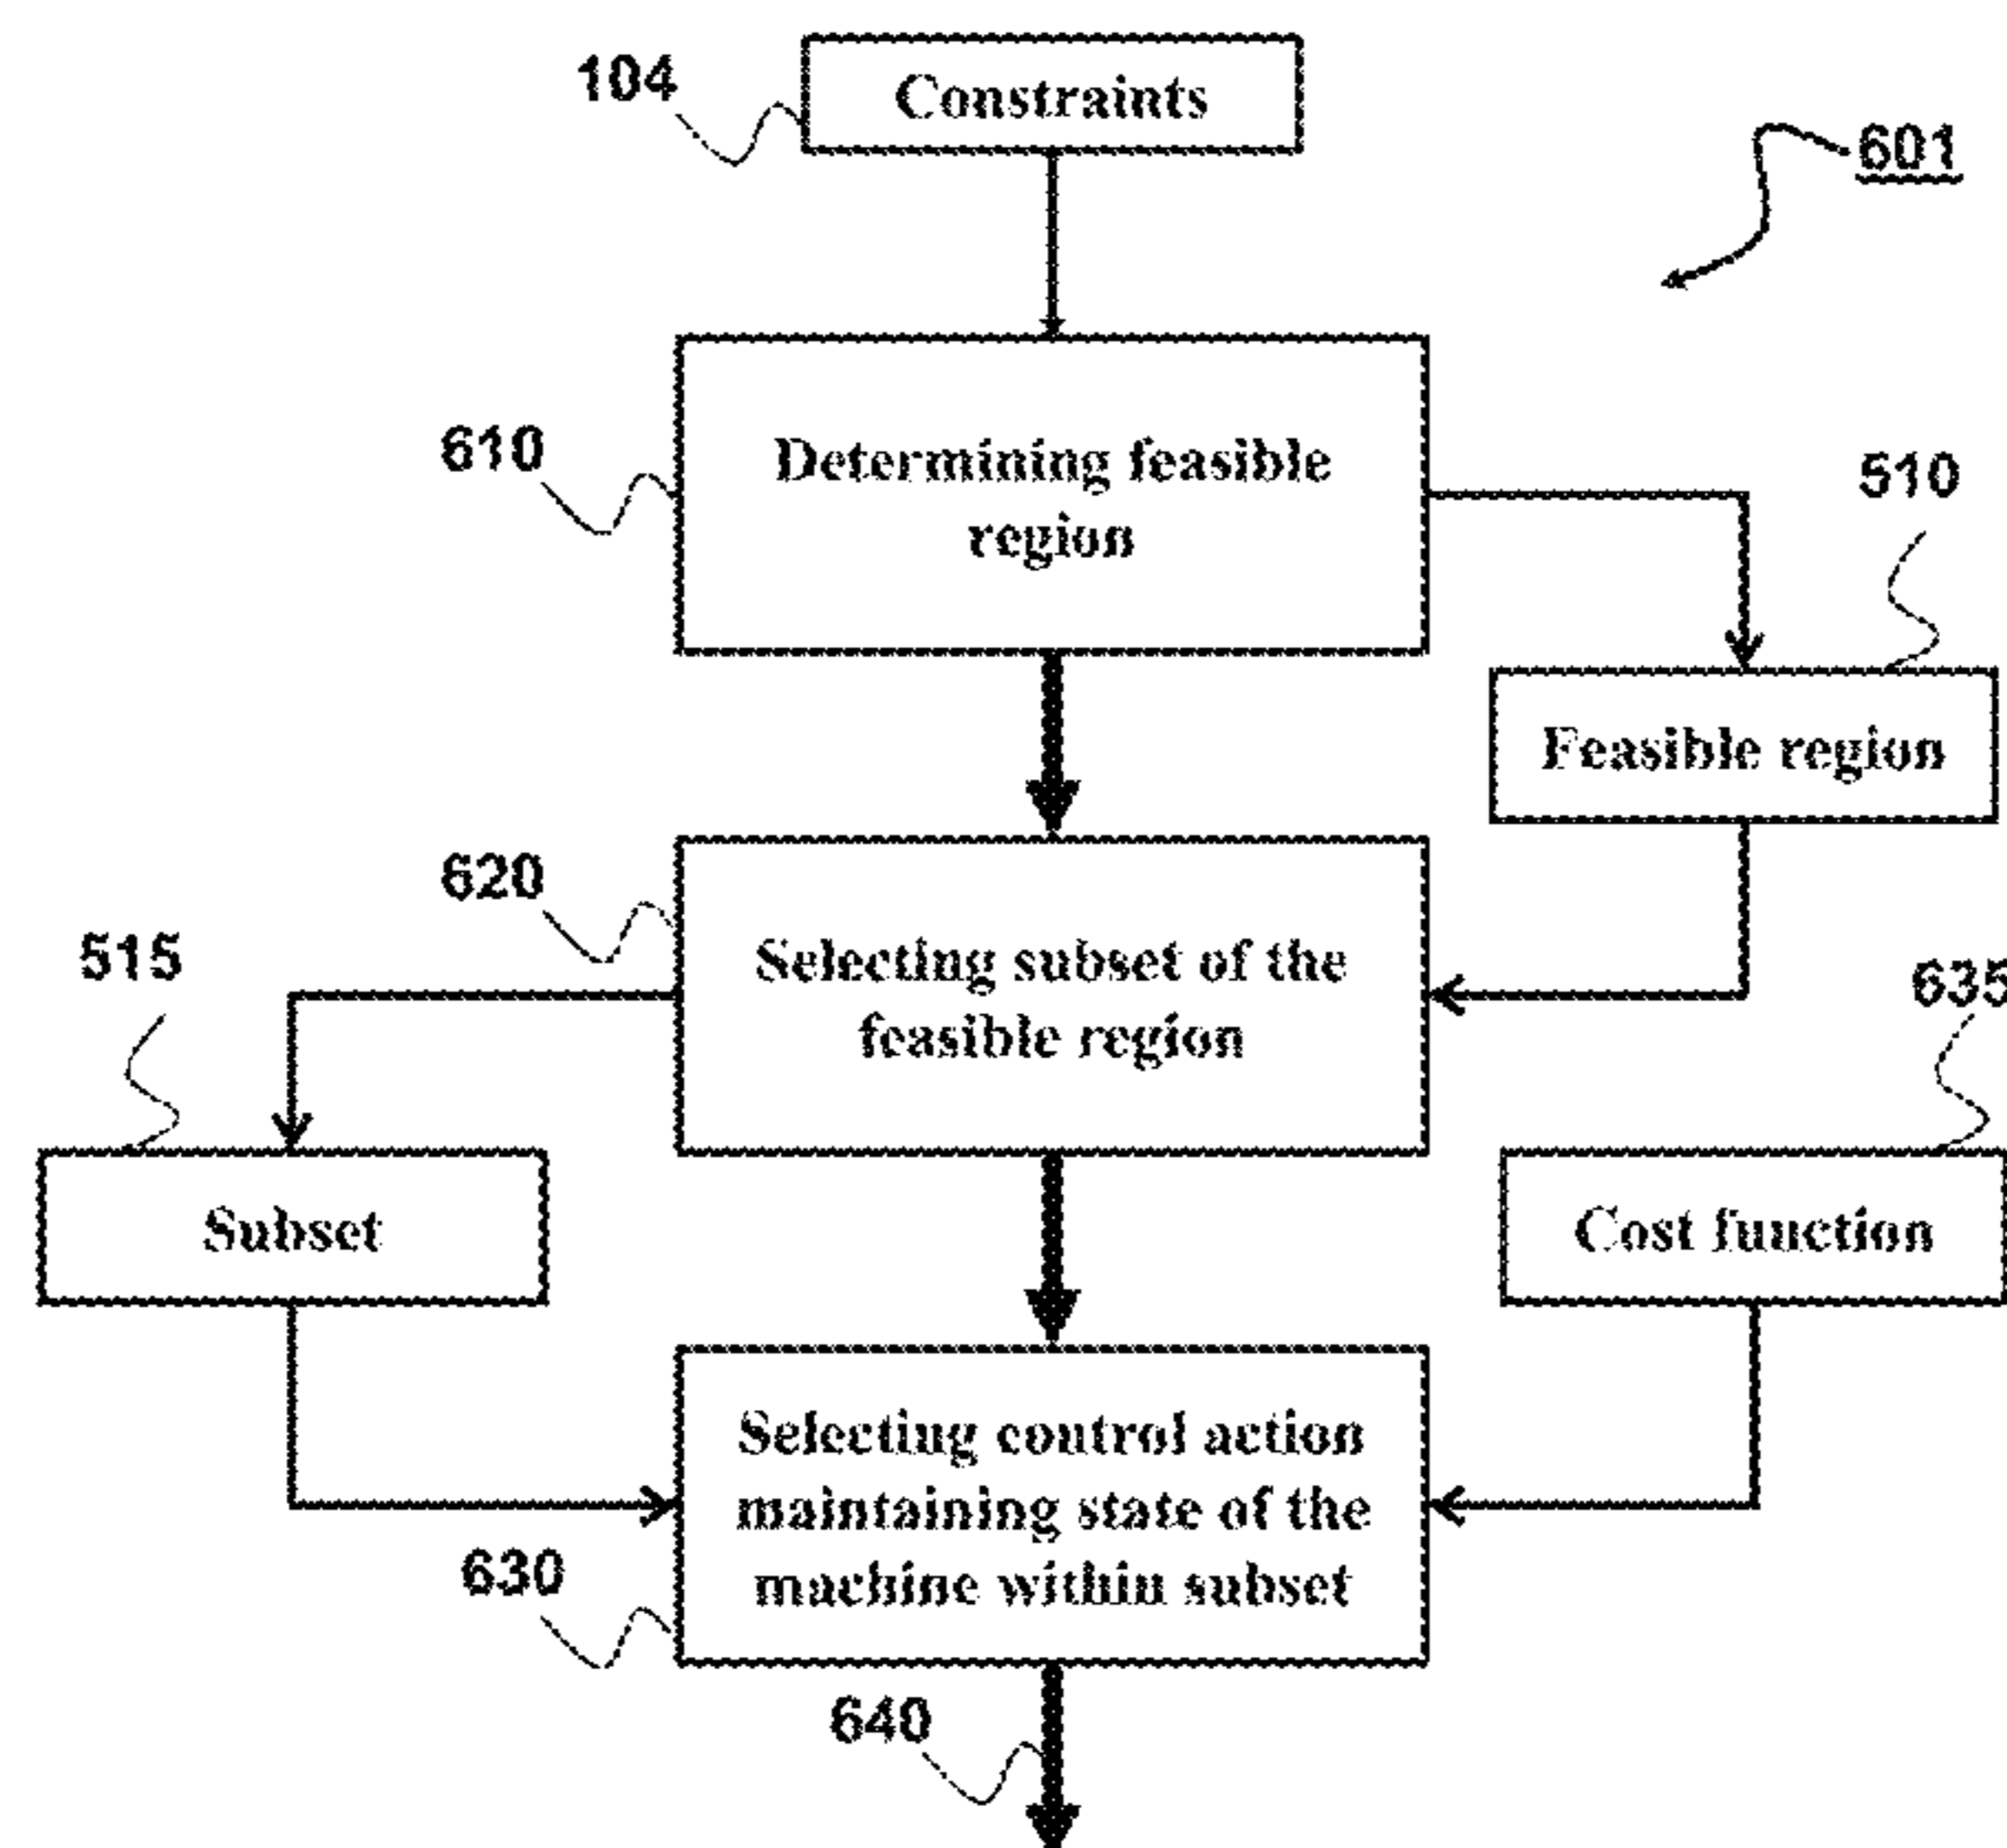 104
Constraints
601
610
Determining feasible
region
510
Feasible region
620
Selecting subset of the
feasible region
515
635
Subset
Cost function
Selecting control action
maintaining state of the
machine within subset
630
640